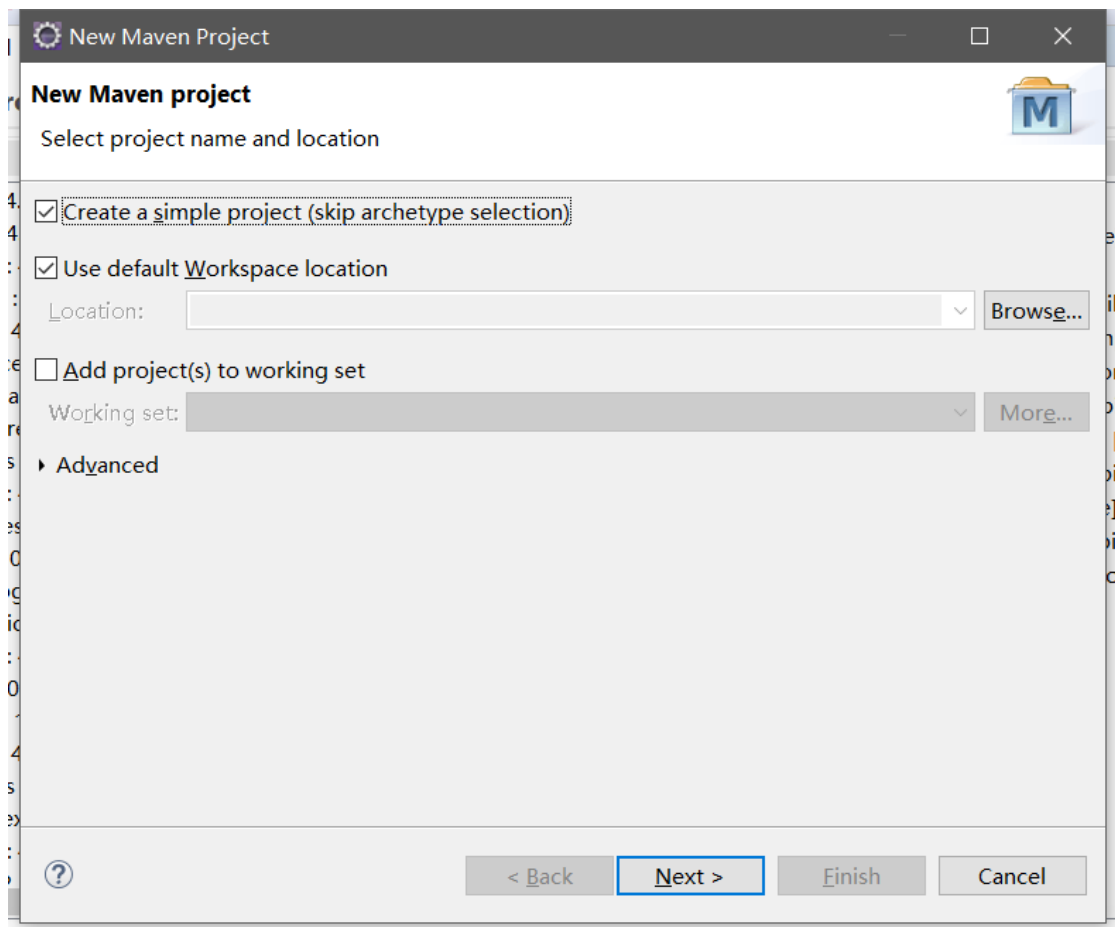 New Maven Project
New Maven project
Select project name and location
Create a simple project (skip archetype selection)
Use default Workspace location
Location:
Browse...
Add project(s) to working set
Working set:
More...
Advanced
< Back
Next >
Finish
Cancel